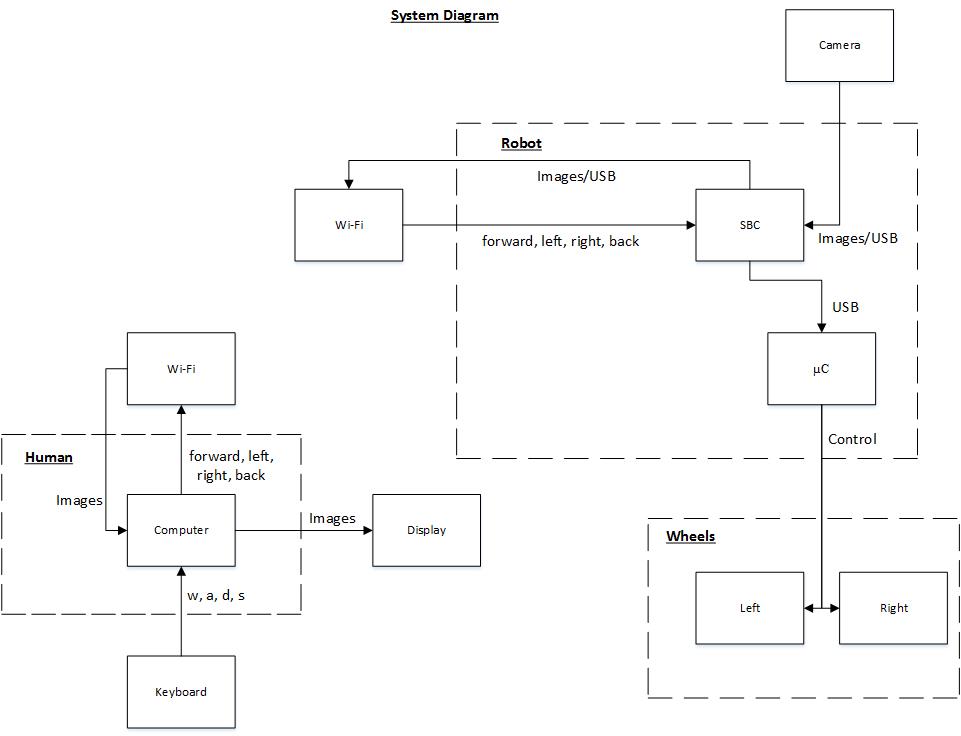 System Diagram
Camera
Robot
Images/USB
Wi-Fi
SBC
forward, left, right, back
Images/USB
USB
Wi-Fi
μC
Control
Human
forward, left,
right, back
Images
Computer
Images
Display
Wheels
w, a, d, s
Left
Right
Keyboard